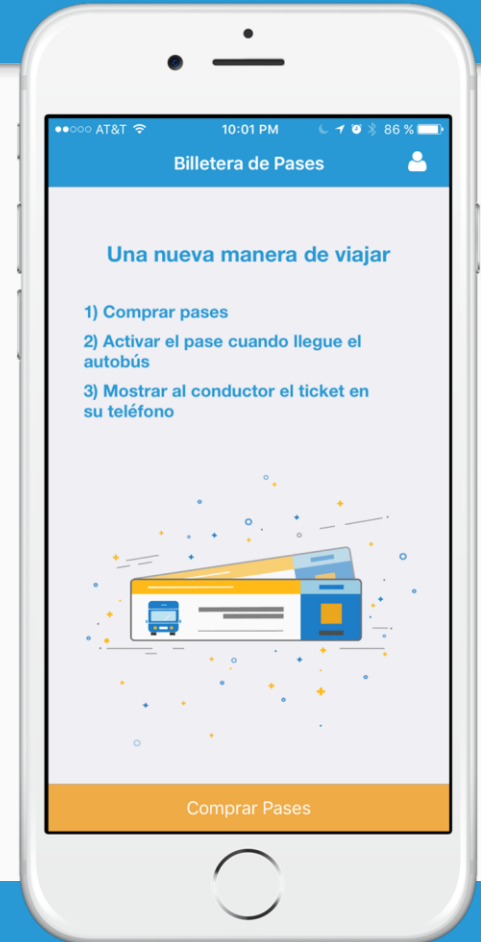 AT&T 10:01 PM 86 %
Billetera de Pases
Una nueva manera de viajar
1) Comprar pases
2) Activar el pase cuando llegue el
autobús
3) Mostrar al conductor el ticket en
su teléfono
Comprar Pases